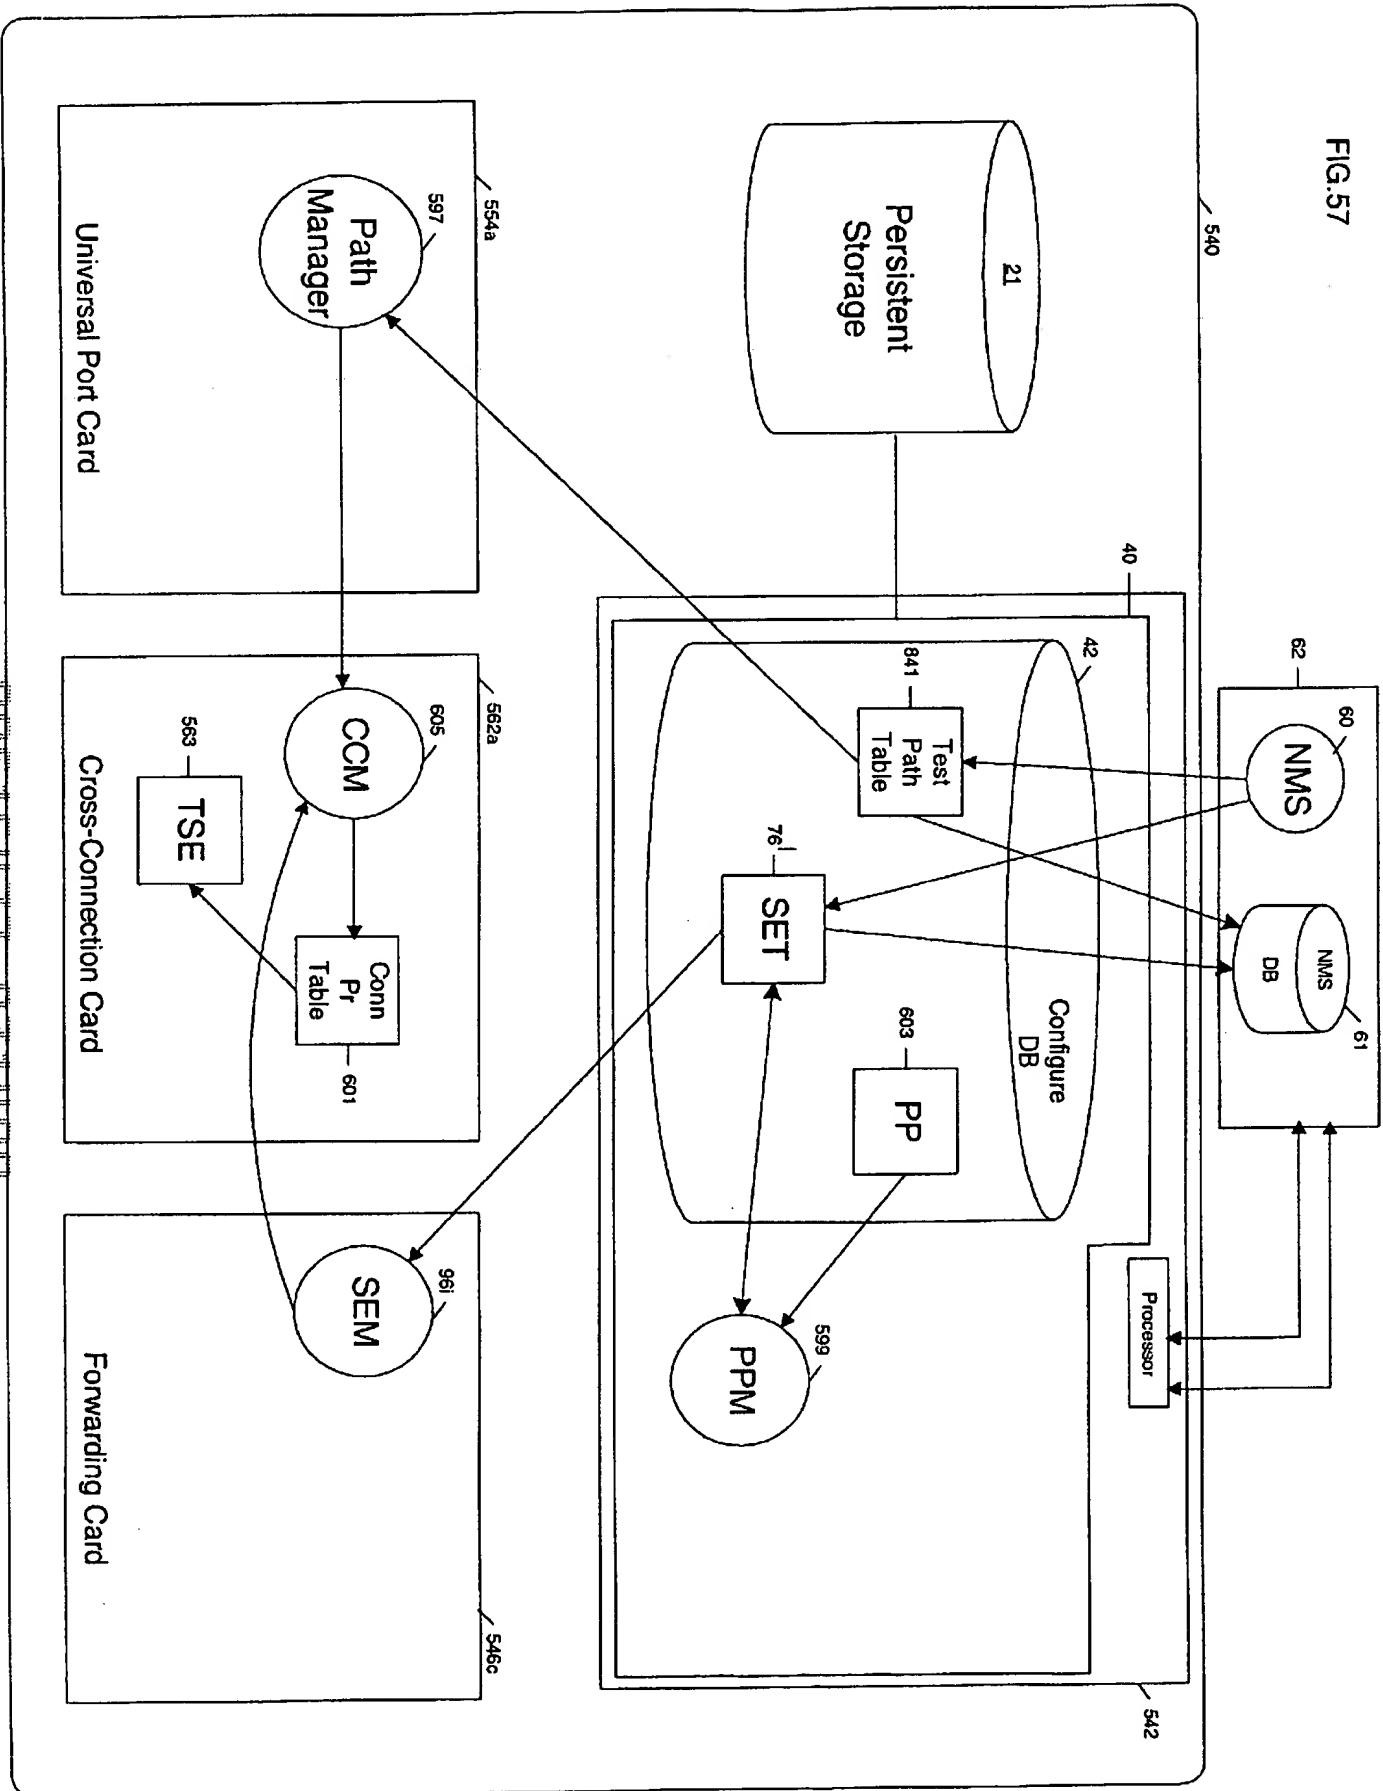 FIG.57
540
62
60
NMS
61
NMS
DB
40
42
Configure
DB
Processor
542
21
Persistent
Storage
841
Test
Path
Table
603
PP
SET
599
PPM
554a
597
Path
Manager
Universal Port Card
562a
605
CCM
563
TSE
Conn
Pr
Table
601
Cross-Connection Card
546c
96i
SEM
Forwarding Card